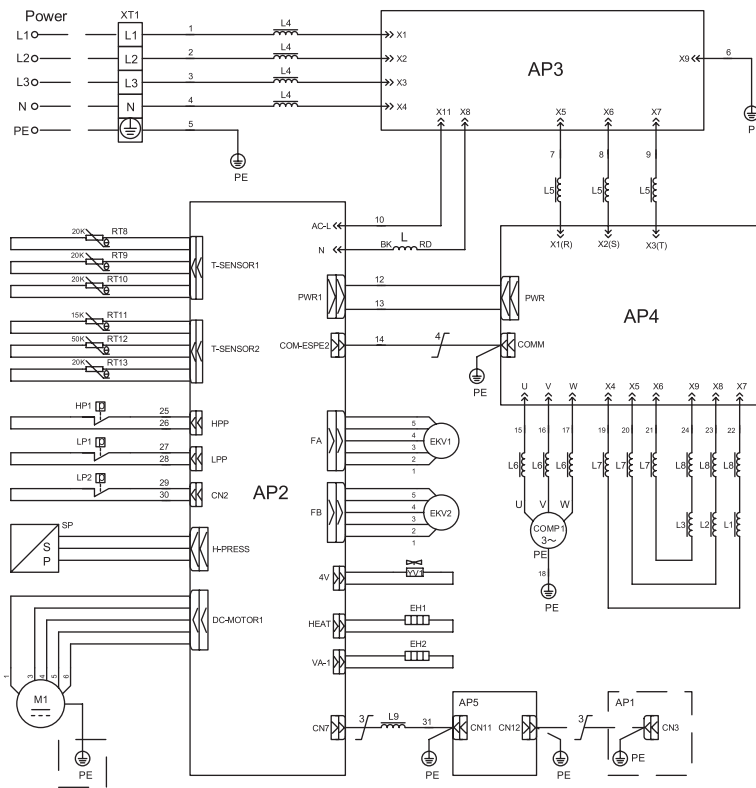 Power
XT1
L1 L1 1 L4 X1
L2 L2 2 L4 X2
L3 L3 3 L4 X3
N N 4 L4 X4
PE 5
PE
AP3
X9 6
X11 X8 X5 X6 X7
7 8 9
L5 L5 L5
AC-L 10
N BK L RD
X1(R) X2(S) X3(T)
20K RT8
20K RT9
20K RT10
T-SENSOR1
15K RT11
50K RT12
20K RT13
T-SENSOR2
PWR1 12 PWR
13
COM-ESPE2 14 4 COMM
PE
AP4
HP1 25 HPP
26
LP1 27 LPP
28
LP2 29 CN2
30
AP2
FA 5 EKV1
4
3
2
1
FB 5 EKV2
4
3
2
1
U V W X4 X5 X6 X9 X8 X7
15 16 17 19 20 21 24 23 22
L6 L6 L6 L7 L7 L7 L8 L8 L8
U V W
COMP1
3~
PE
18
PE
L3 L2 L1
SP
S
P
H-PRESS
4V YV1
DC-MOTOR1
HEAT EH1
VA-1 EH2
1 3 4 5 6
M1
PE
CN7 3 L9 31
AP5
CN11 CN12
PE
PE
3
AP1
CN3
PE